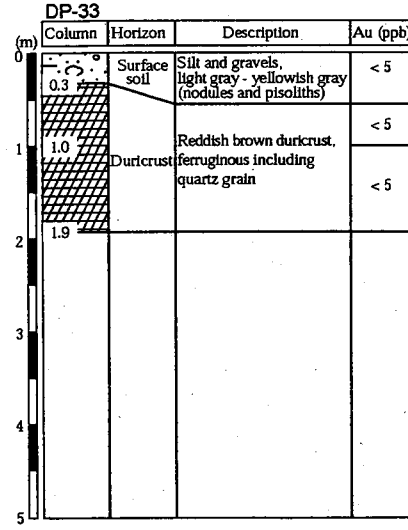 DP-33
(m) Column Horizon Description Au (ppb)
0
Surface soil
Silt and gravels,
light gray - yellowish gray
(nodules and pisoliths)
< 5
0.3
Duricrust
Reddish brown duricrust,
ferruginous including
quartz grain
< 5
1
1.0
< 5
1.9
2
3
4
5